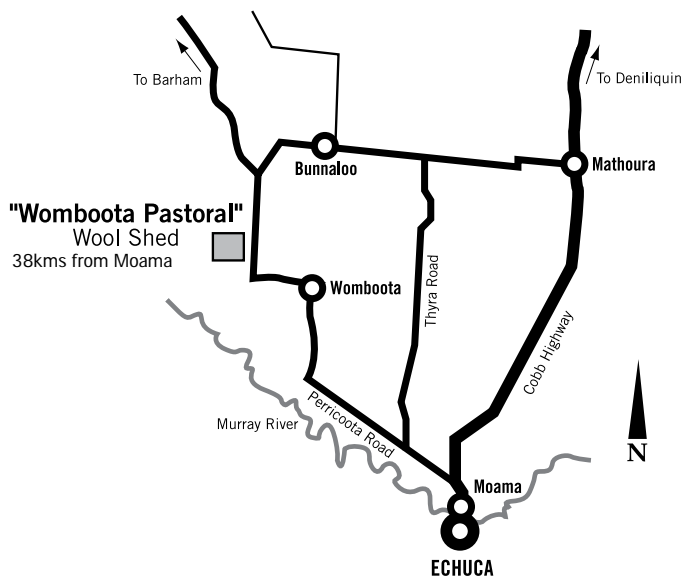 To Barham
To Deniliquin
Bunnaloo
Mathoura
"Womboota Pastoral"
Wool Shed
38kms from Moama
Womboota
Thyra Road
Cobb Highway
Murray River
Perricoota Road
N
Moama
ECHUCA